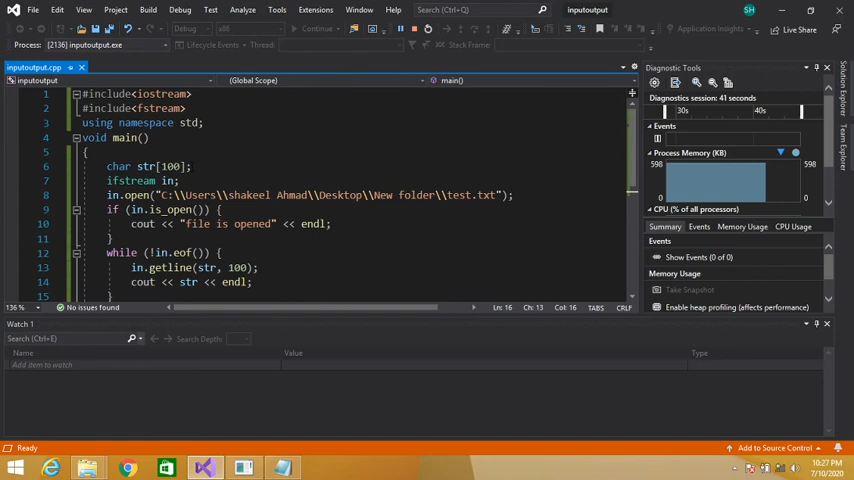 File Edit View Project Build Debug Test Analyze Tools Extensions Window Help Search (Ctrl+Q) inputoutput SH
Debug x86 Continue Application Insights Live Share
Process: [2136] inputoutput.exe Lifecycle Events Thread: Stack Frame:
inputoutput.cpp
inputoutput (Global Scope) main()
1 #include<iostream>
2 #include<fstream>
3 using namespace std;
4 void main()
5 {
6 char str[100];
7 ifstream in;
8 in.open("C:\\Users\\shakeel Ahmad\\Desktop\\New folder\\test.txt");
9 if (in.is_open()) {
10 cout << "file is opened" << endl;
11 }
12 while (!in.eof()) {
13 in.getline(str, 100);
14 cout << str << endl;
15 }
136 % No issues found Ln: 16 Ch: 13 Col: 16 TABS CRLF
Diagnostic Tools
Diagnostics session: 41 seconds
30s 40s
Events
Process Memory (KB)
598 598
0 0
CPU (% of all processors)
Summary Events Memory Usage CPU Usage
Events
Show Events (0 of 0)
Memory Usage
Take Snapshot
Enable heap profiling (affects performance)
Solution Explorer
Team Explorer
Watch 1
Search (Ctrl+E) Search Depth:
Name Value Type
Add item to watch
Ready Add to Source Control
10:27 PM
7/10/2020